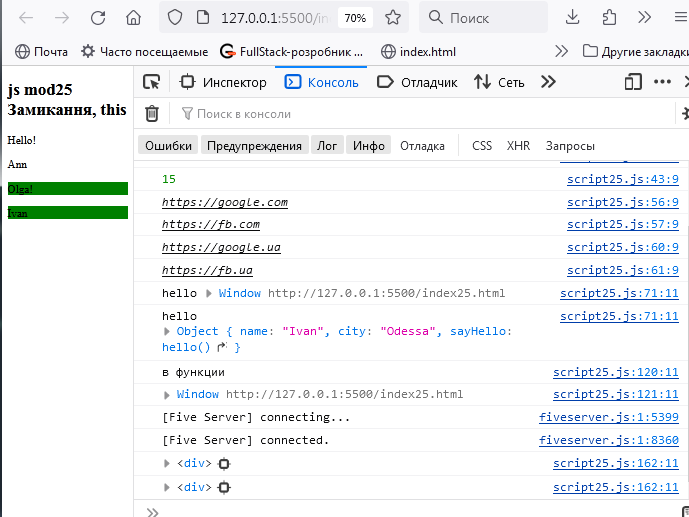 127.0.0.1:5500/in
70%
Поиск
Почта
Часто посещаемые
FullStack-розробник ...
index.html
Другие закладки
js mod25
Замикання, this
Hello!
Ann
Olga!
Ivan
Инспектор
Консоль
Отладчик
Сеть
Поиск в консоли
Ошибки
Предупреждения
Лог
Инфо
Отладка
CSS
XHR
Запросы
15 script25.js:43:9
https://google.com script25.js:56:9
https://fb.com script25.js:57:9
https://google.ua script25.js:60:9
https://fb.ua script25.js:61:9
hello Window http://127.0.0.1:5500/index25.html script25.js:71:11
hello script25.js:71:11
Object { name: "Ivan", city: "Odessa", sayHello:
hello() }
в функции script25.js:120:11
Window http://127.0.0.1:5500/index25.html script25.js:121:11
[Five Server] connecting... fiveserver.js:1:5399
[Five Server] connected. fiveserver.js:1:8360
<div> script25.js:162:11
<div> script25.js:162:11